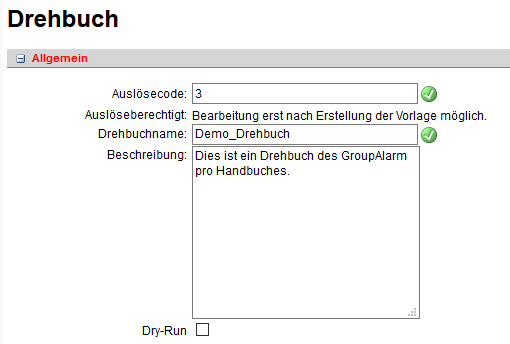 Drehbuch
Allgemein
Auslösecode: 3
Auslöseberechtigt: Bearbeitung erst nach Erstellung der Vorlage möglich.
Drehbuchname: Demo_Drehbuch
Beschreibung: Dies ist ein Drehbuch des GroupAlarm
pro Handbuches.
Dry-Run